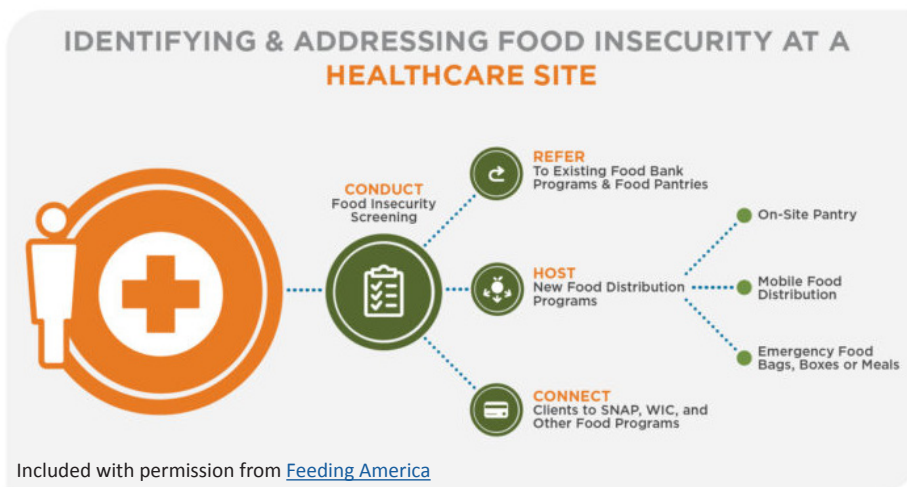 IDENTIFYING & ADDRESSING FOOD INSECURITY AT A
HEALTHCARE SITE
CONDUCT
Food Insecurity
Screening
REFER
To Existing Food Bank
Programs & Food Pantries
HOST
New Food Distribution
Programs
On-Site Pantry
Mobile Food
Distribution
Emergency Food
Bags, Boxes or Meals
CONNECT
Clients to SNAP, WIC, and
Other Food Programs
Included with permission from Feeding America